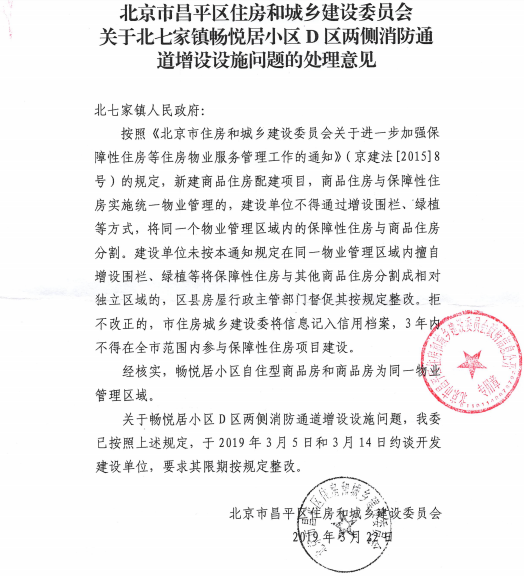 北京市昌平区住房和城乡建设委员会
关于北七家镇畅悦居小区D区两侧消防通
道增设设施问题的处理意见
北七家镇人民政府：
按照《北京市住房和城乡建设委员会关于进一步加强保
障性住房等住房物业服务管理工作的通知》（京建法[2015]8
号）的规定，新建商品住房配建项目，商品住房与保障性住
房实施统一物业管理的，建设单位不得通过增设围栏、绿植
等方式，将同一个物业管理区域内的保障性住房与商品住房
分割。建设单位未按本通知规定在同一物业管理区域内擅自
增设围栏、绿植等将保障性住房与其他商品住房分割成相对
独立区域的，区县房屋行政主管部门督促其按规定整改。拒
不改正的，市住房城乡建设委将信息记入信用档案，3年内
不得在全市范围内参与保障性住房项目建设。
经核实，畅悦居小区自住型商品房和商品房为同一物业
管理区域。
关于畅悦居小区D区两侧消防通道增设设施问题，我委
已按照上述规定，于2019年3月5日和3月14日约谈开发
建设单位，要求其限期按规定整改。
北京市昌平区住房和城乡建设委员会
2019年3月22日